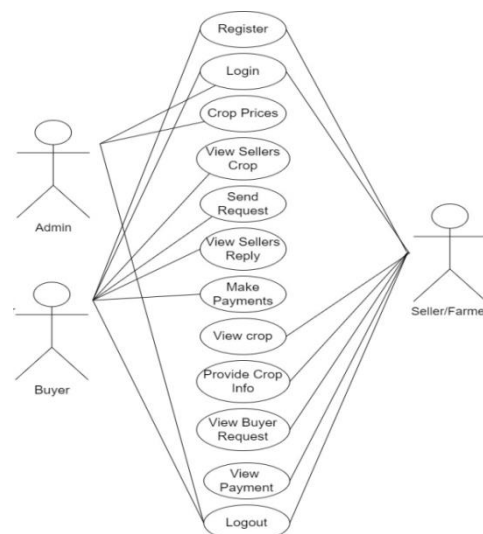 Register
Login
Crop Prices
View Sellers
Crop
Send
Request
View Sellers
Reply
Make
Payments
View crop
Provide Crop
Info
View Buyer
Request
View
Payment
Logout
Admin
Buyer
Seller/Farme